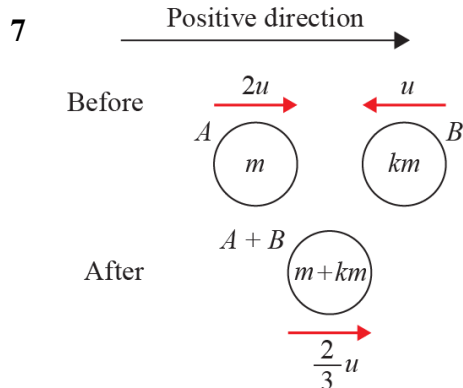 7
Positive direction
Before
2u u
A B
m km
A + B
After
m + km
2/3 u